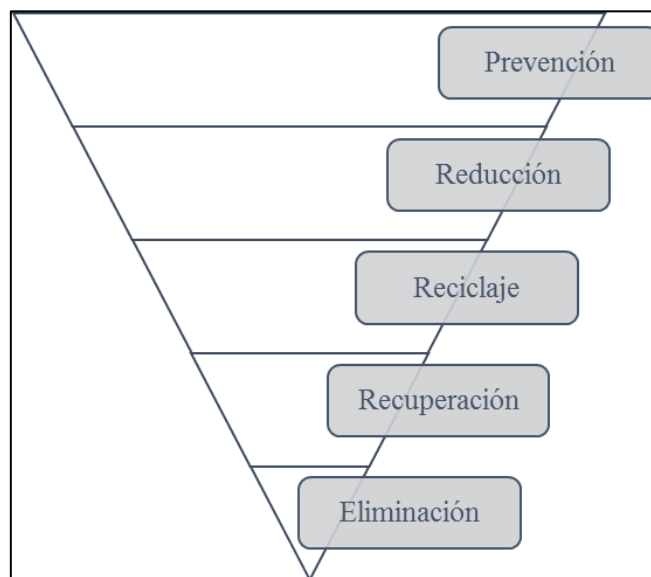 Prevención
Reducción
Reciclaje
Recuperación
Eliminación